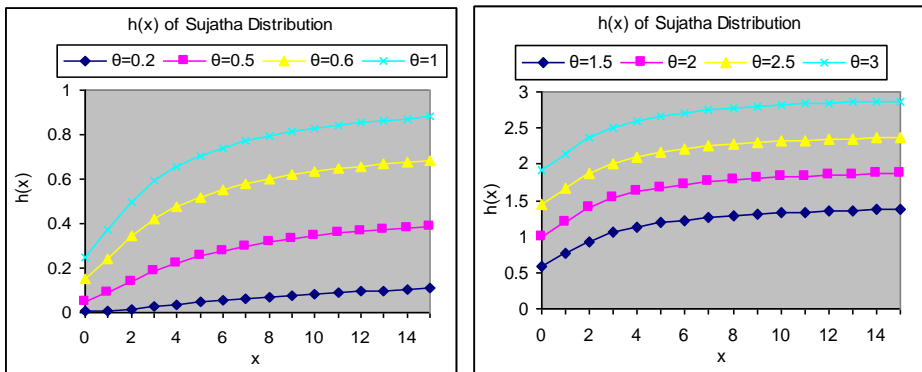 h(x) of Sujatha Distribution
θ=0.2 θ=0.5 θ=0.6 θ=1
1
0.8
0.6
0.4
0.2
0
h(x)
0 2 4 6 8 10 12 14
x
h(x) of Sujatha Distribution
θ=1.5 θ=2 θ=2.5 θ=3
3
2.5
2
1.5
1
0.5
0
h(x)
0 2 4 6 8 10 12 14
x